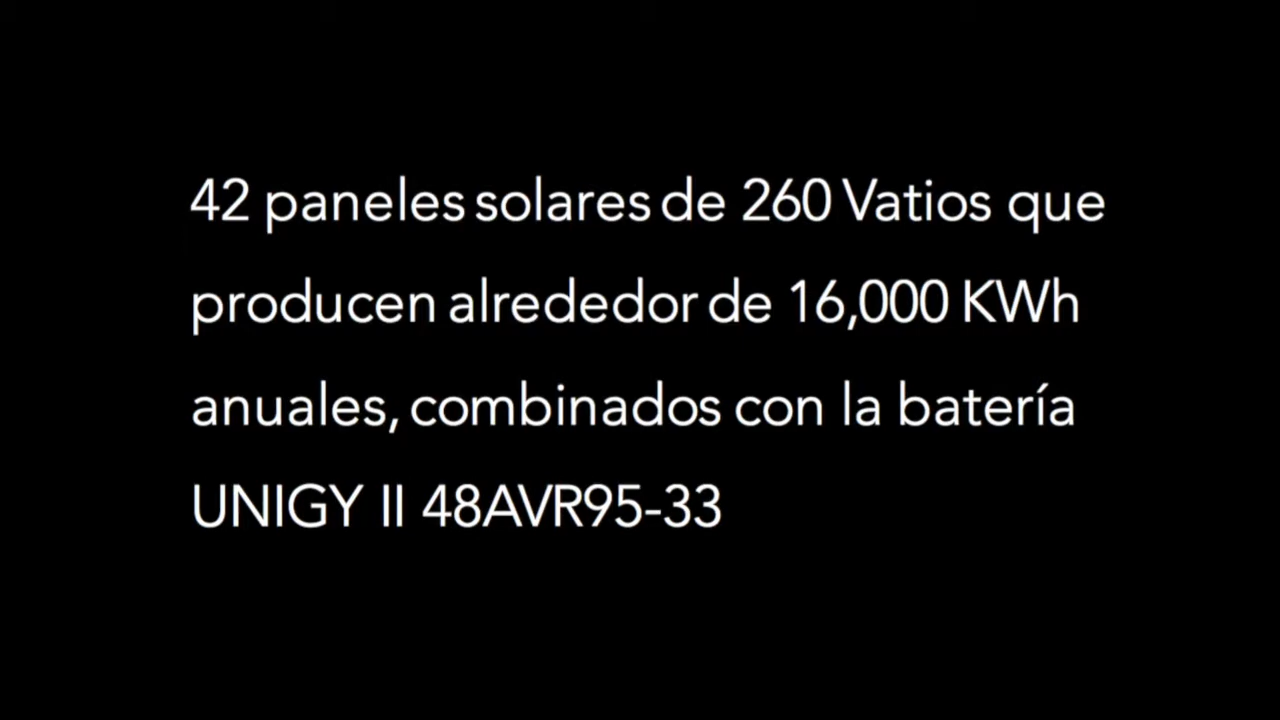 42 paneles solares de 260 Vatios que
producen alrededor de 16,000 KWh
anuales, combinados con la batería
UNIGY II 48AVR95-33